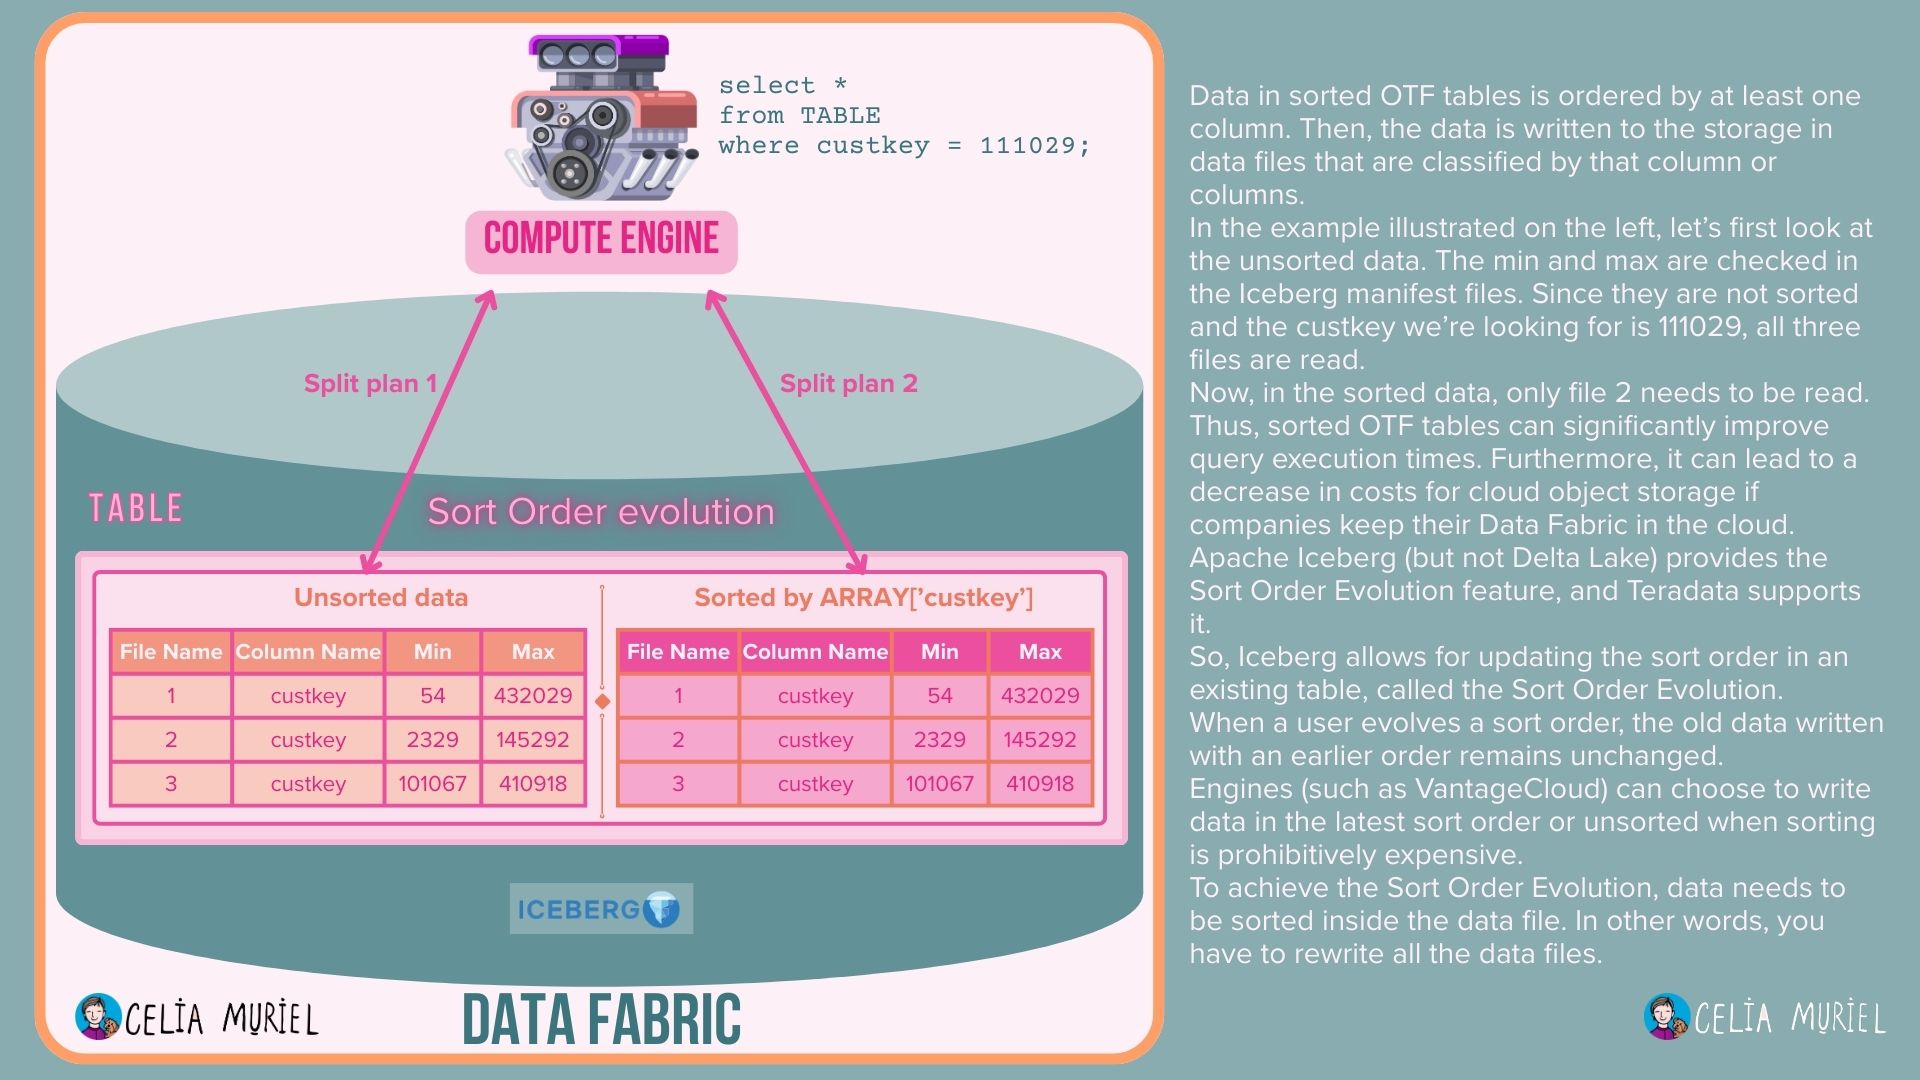 select *
from TABLE
where custkey = 111029;
COMPUTE ENGINE
Split plan 1
Split plan 2
TABLE
Sort Order evolution
Unsorted data
File Name Column Name Min Max
1 custkey 54 432029
2 custkey 2329 145292
3 custkey 101067 410918
Sorted by ARRAY[’custkey’]
File Name Column Name Min Max
1 custkey 54 432029
2 custkey 2329 145292
3 custkey 101067 410918
ICEBERG
DATA FABRIC
CELIA MURIEL
Data in sorted OTF tables is ordered by at least one
column. Then, the data is written to the storage in
data files that are classified by that column or
columns.
In the example illustrated on the left, let’s first look at
the unsorted data. The min and max are checked in
the Iceberg manifest files. Since they are not sorted
and the custkey we’re looking for is 111029, all three
files are read.
Now, in the sorted data, only file 2 needs to be read.
Thus, sorted OTF tables can significantly improve
query execution times. Furthermore, it can lead to a
decrease in costs for cloud object storage if
companies keep their Data Fabric in the cloud.
Apache Iceberg (but not Delta Lake) provides the
Sort Order Evolution feature, and Teradata supports
it.
So, Iceberg allows for updating the sort order in an
existing table, called the Sort Order Evolution.
When a user evolves a sort order, the old data written
with an earlier order remains unchanged.
Engines (such as VantageCloud) can choose to write
data in the latest sort order or unsorted when sorting
is prohibitively expensive.
To achieve the Sort Order Evolution, data needs to
be sorted inside the data file. In other words, you
have to rewrite all the data files.
CELIA MURIEL